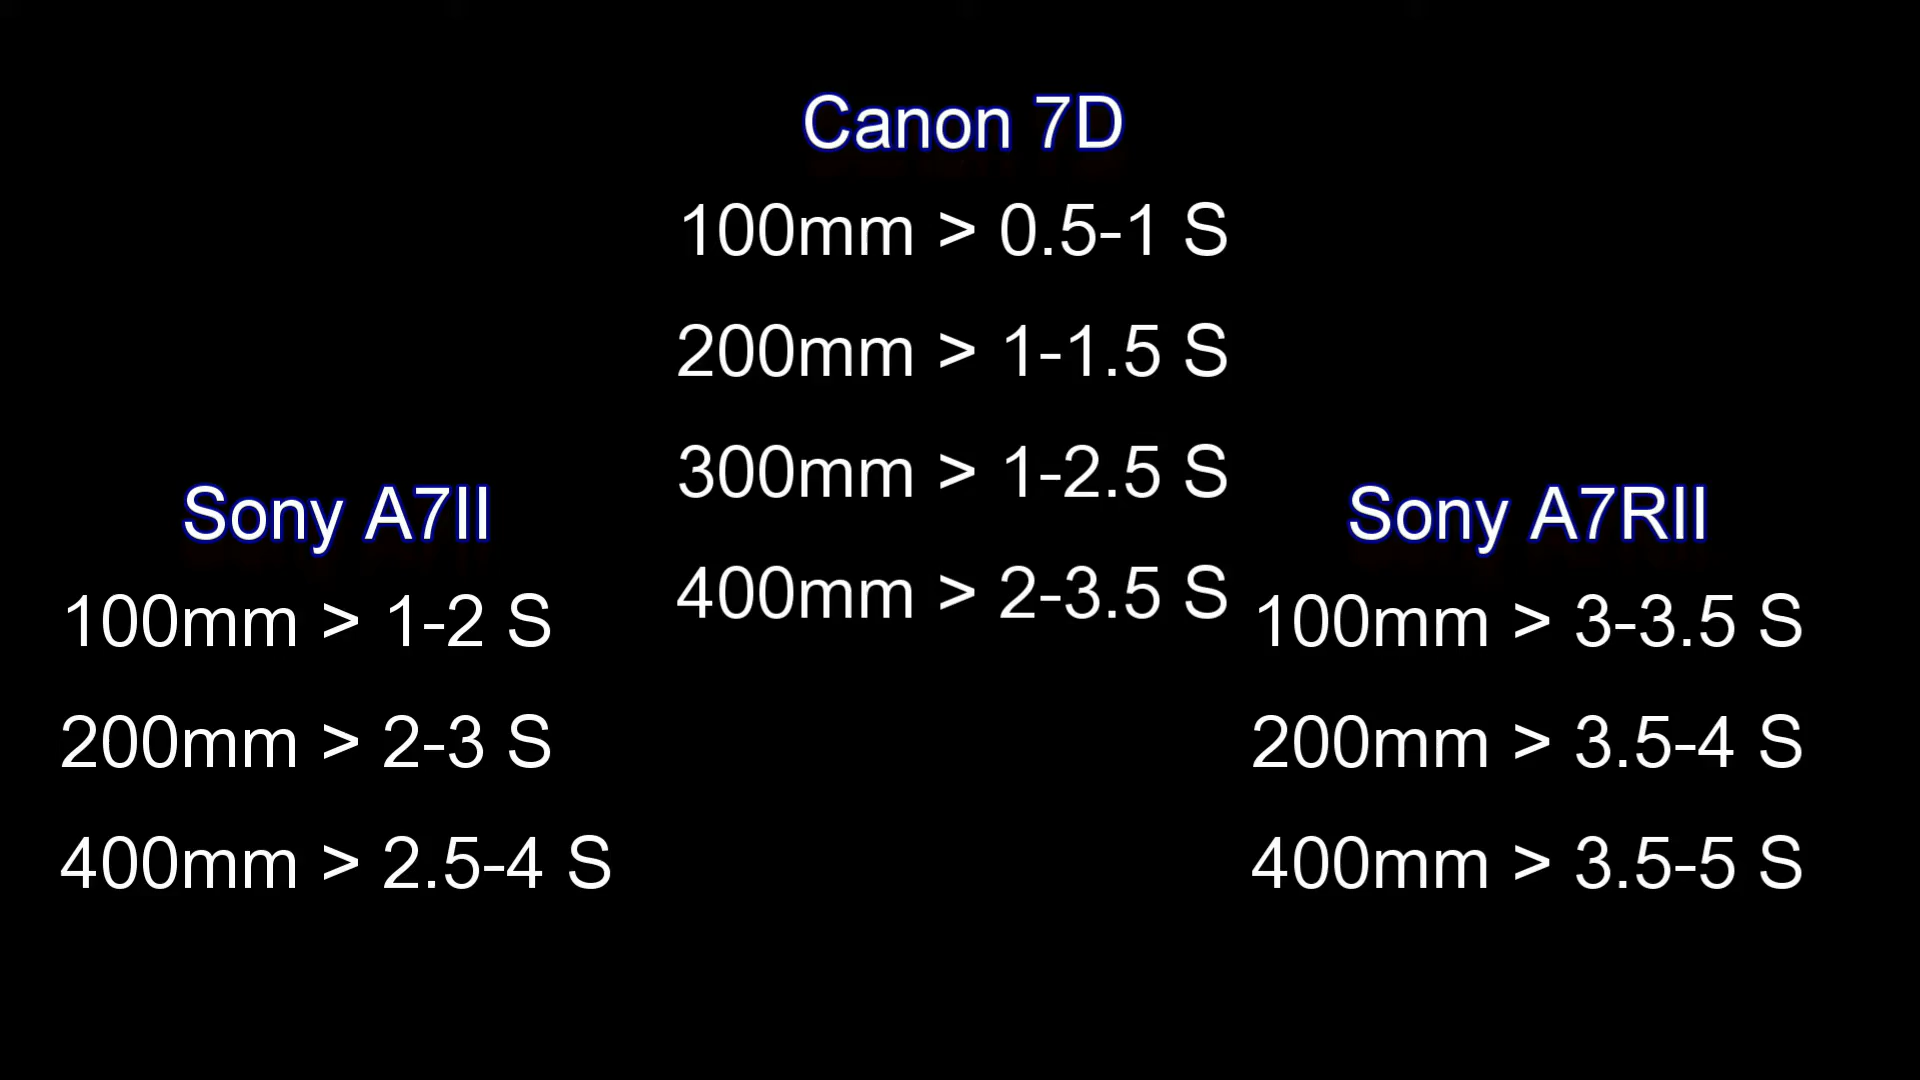 Canon 7D
100mm > 0.5-1 S
200mm > 1-1.5 S
300mm > 1-2.5 S
400mm > 2-3.5 S
Sony A7II
100mm > 1-2 S
200mm > 2-3 S
400mm > 2.5-4 S
Sony A7RII
100mm > 3-3.5 S
200mm > 3.5-4 S
400mm > 3.5-5 S